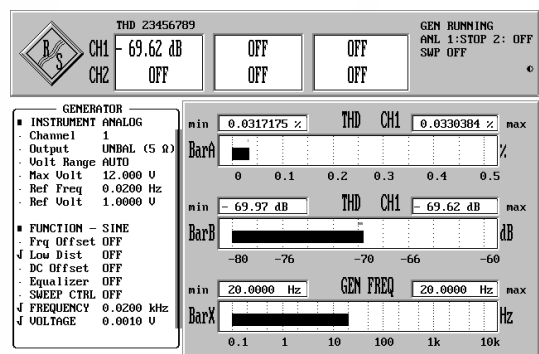 R
S
THD 23456789
CH1 - 69.62 dB OFF OFF
CH2 OFF OFF OFF
GEN RUNNING
ANL 1:STOP 2: OFF
SWP OFF
GENERATOR
INSTRUMENT ANALOG
Channel 1
Output UNBAL (5 Ω)
Volt Range AUTO
Max Volt 12.000 V
Ref Freq 0.0200 Hz
Ref Volt 1.0000 V
FUNCTION - SINE
Frq Offset OFF
Low Dist OFF
DC Offset OFF
Equalizer OFF
SWEEP CTRL OFF
FREQUENCY 0.0200 kHz
VOLTAGE 0.0010 V
min 0.0317175 % THD CH1 0.0330384 % max
BarA %
0 0.1 0.2 0.3 0.4 0.5
min - 69.97 dB THD CH1 - 69.62 dB max
BarB dB
-80 -76 -70 -66 -60
min 20.0000 Hz GEN FREQ 20.0000 Hz max
BarX Hz
0.1 1 10 100 1k 10k